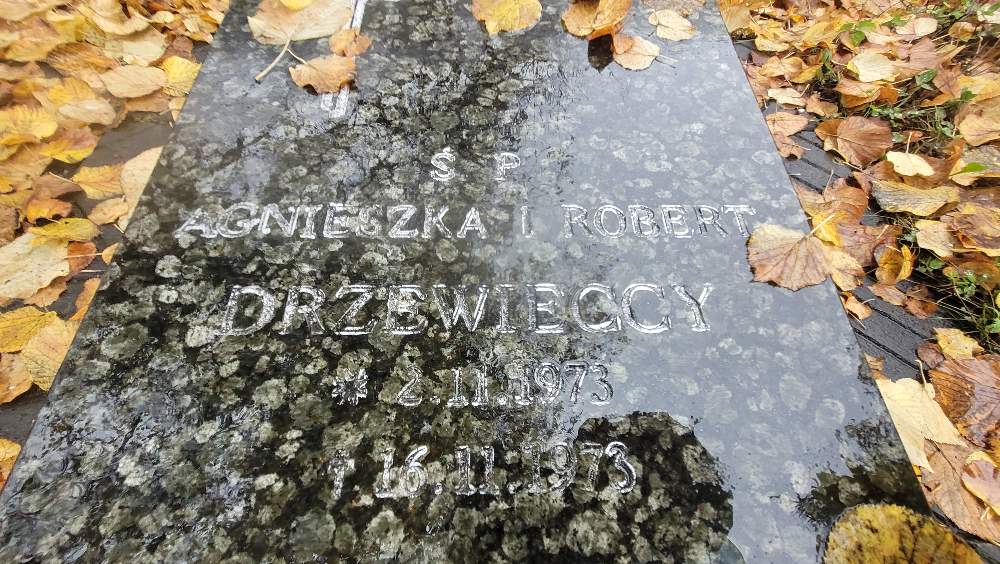 Ś P
AGNIESZKA I ROBERT
DRZEWIECCY
* 2.11.1973
† 16.11.1973